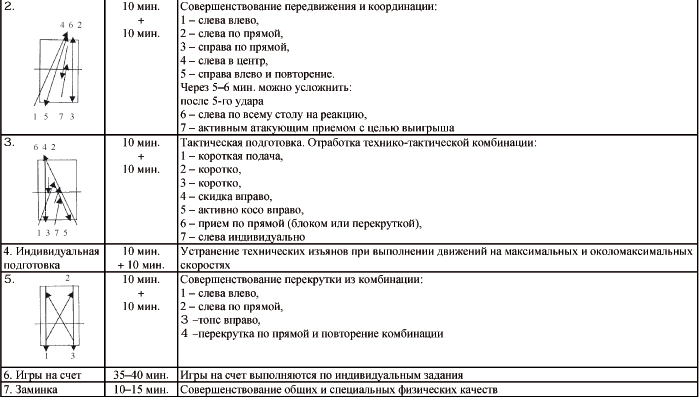 2.
10 мин.
+
10 мин.
Совершенствование передвижения и координации:
1 – слева влево,
2 – слева по прямой,
3 – справа по прямой,
4 – слева в центр,
5 – справа влево и повторение.
Через 5–6 мин. можно усложнить:
после 5-го удара
6 – слева по всему столу на реакцию,
7 – активным атакующим приемом с целью выигрыша
4 6 2
1 5 7 3
3.
10 мин.
+
10 мин.
Тактическая подготовка. Отработка технико-тактической комбинации:
1 – короткая подача,
2 – коротко,
3 – коротко,
4 – скидка вправо,
5 – активно косо вправо,
6 – прием по прямой (блоком или перекруткой),
7 – слева индивидуально
6 4 2
1 3 7 5
4. Индивидуальная
подготовка
10 мин.
+ 10 мин.
Устранение технических изъянов при выполнении движений на максимальных и околомаксимальных
скоростях
5.
10 мин.
+
10 мин.
Совершенствование перекрутки из комбинации:
1 – слева влево,
2 – слева по прямой,
3 –топс вправо,
4 –перекрутка по прямой и повторение комбинации
2
1 3
6. Игры на счет
35–40 мин.
Игры на счет выполняются по индивидуальным задания
7. Заминка
10–15 мин.
Совершенствование общих и специальных физических качеств